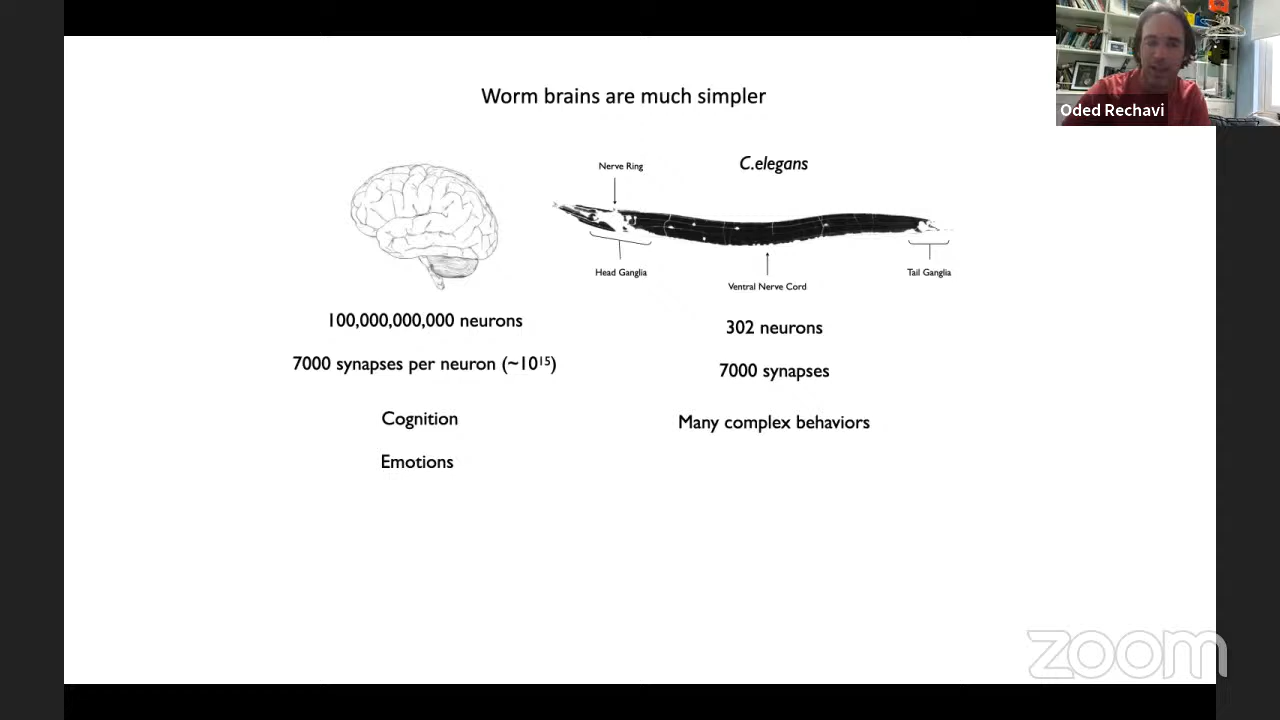 Worm brains are much simpler
Oded Rechavi
Nerve Ring
C.elegans
Head Ganglia
Tail Ganglia
Ventral Nerve Cord
100,000,000,000 neurons
302 neurons
7000 synapses per neuron (~10¹⁵)
7000 synapses
Cognition
Many complex behaviors
Emotions
zoom